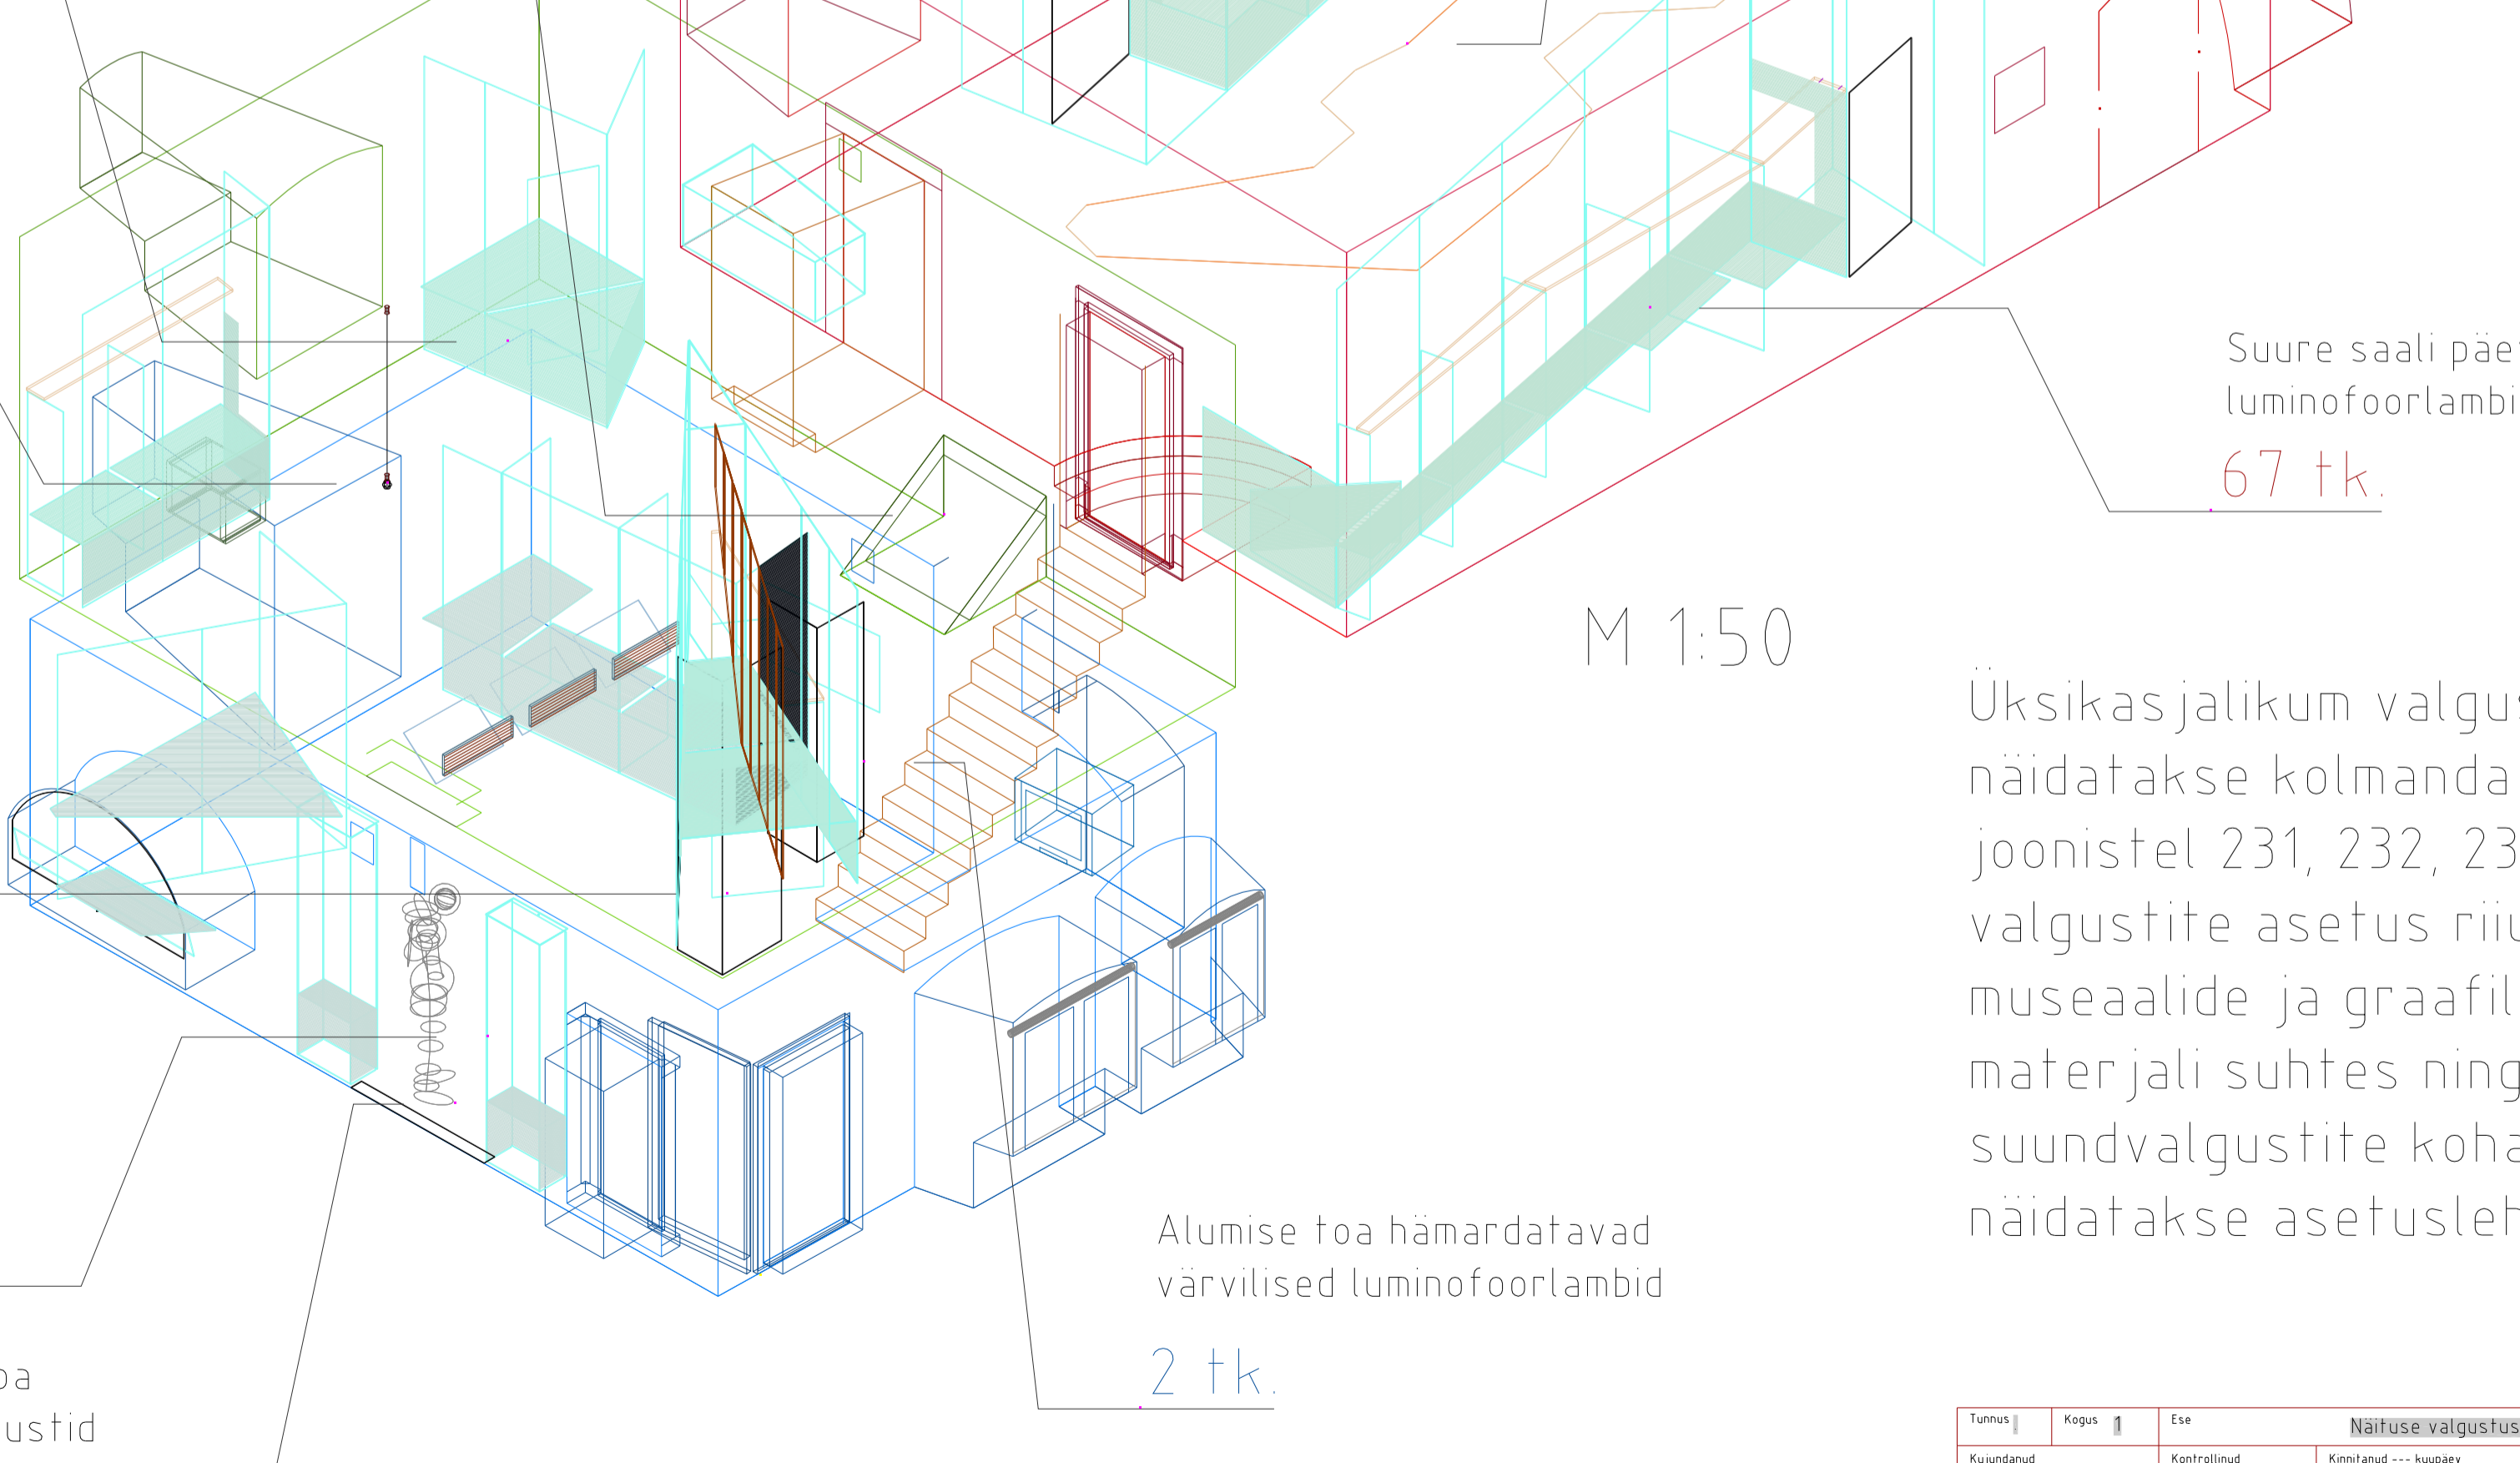 Suure saali päe
luminofoorlambi
67 tk.
M 1:50
Üksikasjalikum valgus
näidatakse kolmanda
joonistel 231, 232, 23
valgustite asetus riiu
museaalide ja graafil
materjali suhtes ning
suundvalgustite koha
näidatakse asetusleh
Alumise toa hämardatavad
värvilised luminofoorlambid
2 tk.
oa
ustid
Tunnus Kogus 1 Ese Näituse valgustus
Kujundanud Kontrollinud Kinnitanud --- kuupäev